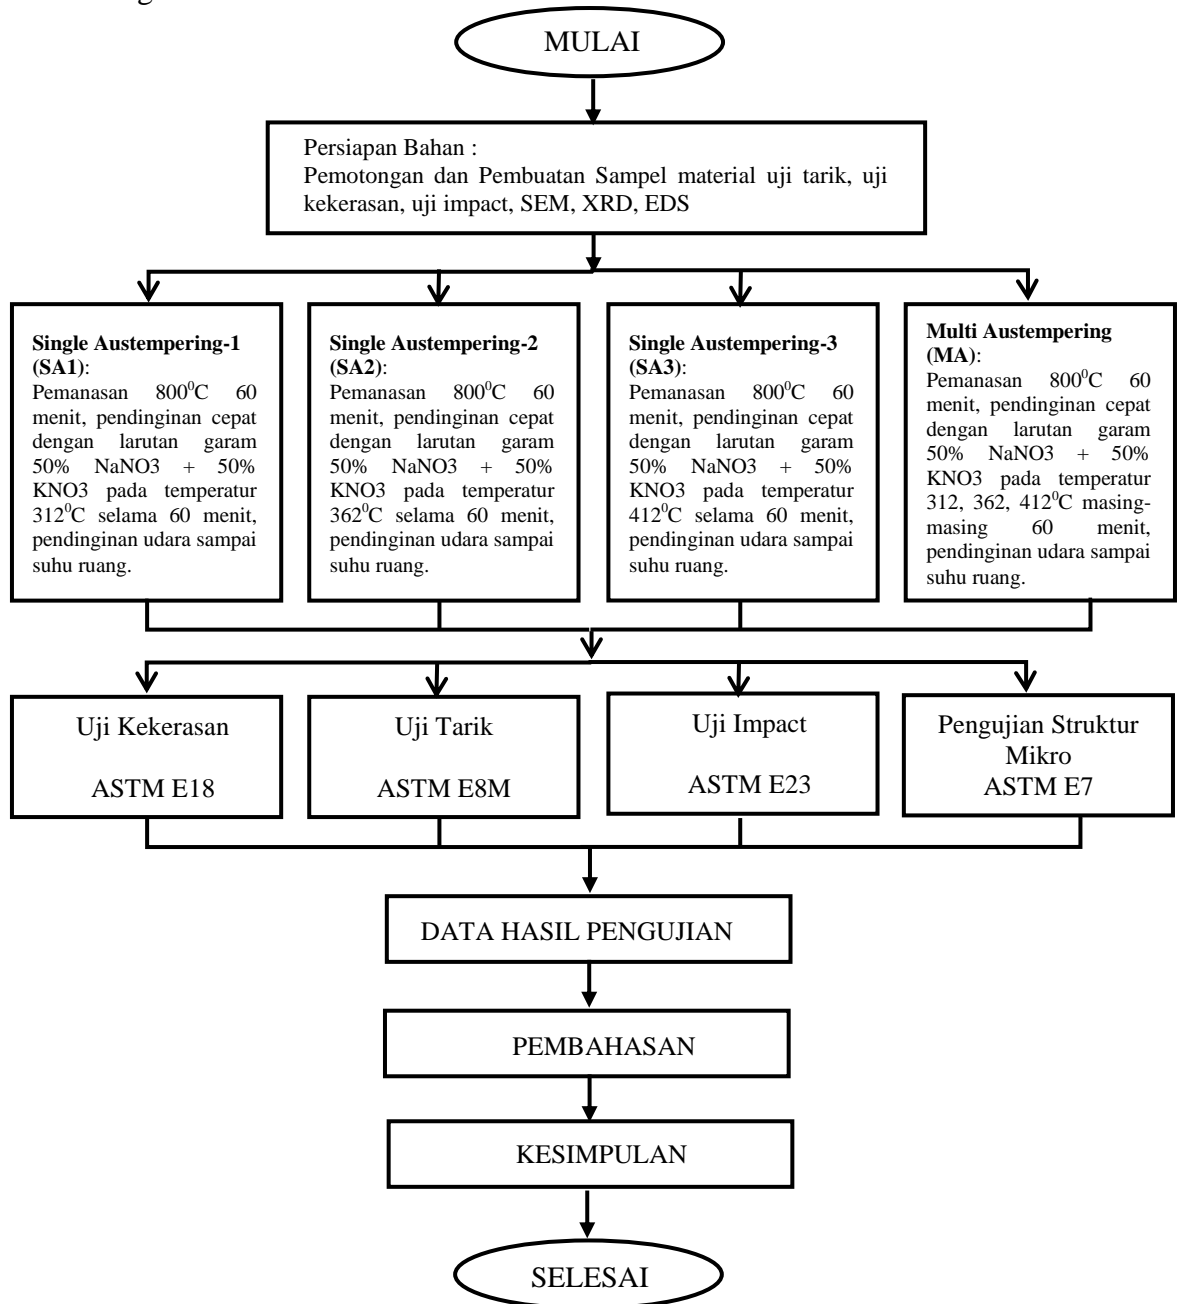 MULAI
Persiapan Bahan :
Pemotongan dan Pembuatan Sampel material uji tarik, uji
kekerasan, uji impact, SEM, XRD, EDS
Single Austempering-1
(SA1):
Pemanasan 800⁰C 60
menit, pendinginan cepat
dengan larutan garam
50% NaNO3 + 50%
KNO3 pada temperatur
312⁰C selama 60 menit,
pendinginan udara sampai
suhu ruang.
Single Austempering-2
(SA2):
Pemanasan 800⁰C 60
menit, pendinginan cepat
dengan larutan garam
50% NaNO3 + 50%
KNO3 pada temperatur
362⁰C selama 60 menit,
pendinginan udara sampai
suhu ruang.
Single Austempering-3
(SA3):
Pemanasan 800⁰C 60
menit, pendinginan cepat
dengan larutan garam
50% NaNO3 + 50%
KNO3 pada temperatur
412⁰C selama 60 menit,
pendinginan udara sampai
suhu ruang.
Multi Austempering
(MA):
Pemanasan 800⁰C 60
menit, pendinginan cepat
dengan larutan garam
50% NaNO3 + 50%
KNO3 pada temperatur
312, 362, 412⁰C masing-
masing 60 menit,
pendinginan udara sampai
suhu ruang.
Uji Kekerasan
ASTM E18
Uji Tarik
ASTM E8M
Uji Impact
ASTM E23
Pengujian Struktur
Mikro
ASTM E7
DATA HASIL PENGUJIAN
PEMBAHASAN
KESIMPULAN
SELESAI